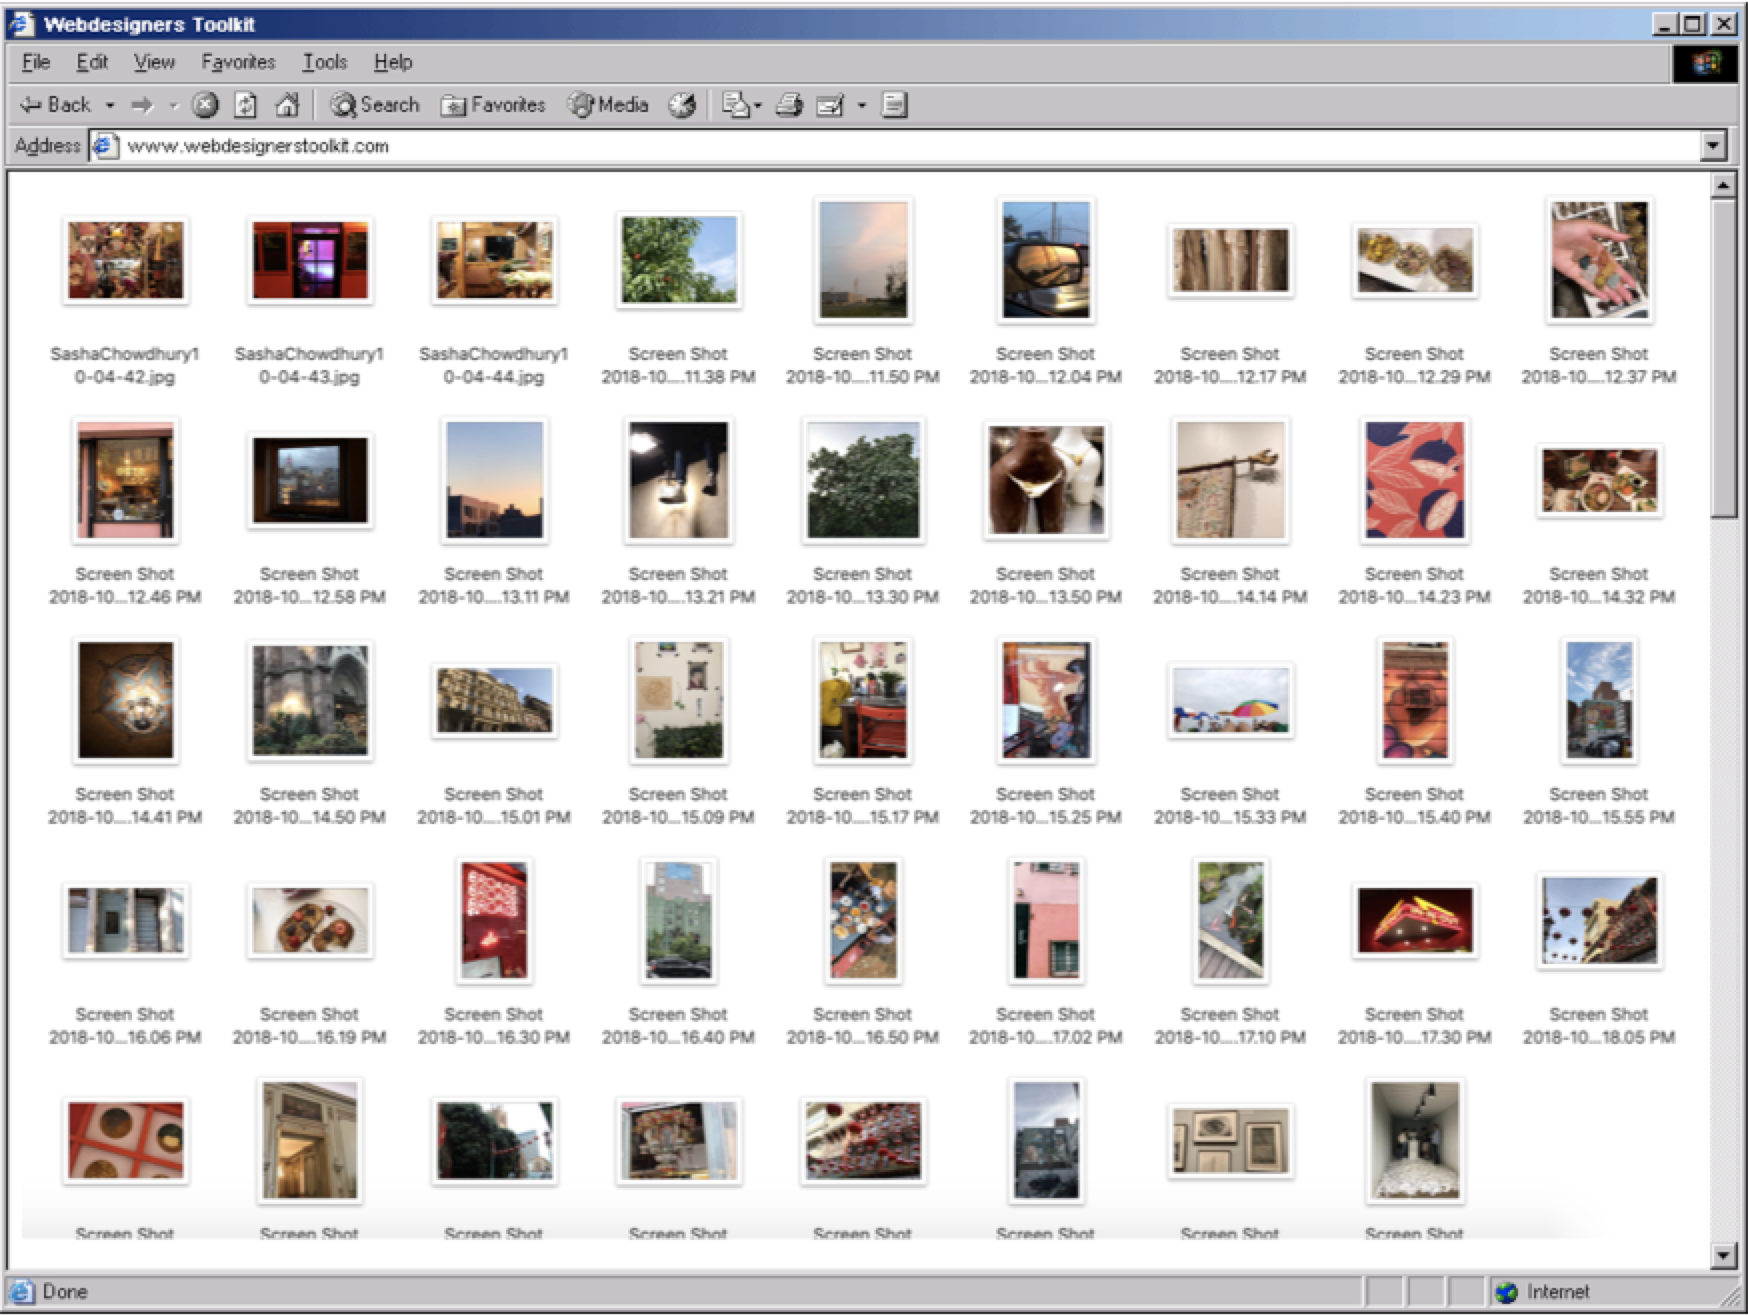 Webdesigners Toolkit
File Edit View Favorites Tools Help
Back Search Favorites Media
Address www.webdesignerstoolkit.com
SashaChowdhury1 SashaChowdhury1 SashaChowdhury1 Screen Shot Screen Shot Screen Shot Screen Shot Screen Shot Screen Shot
0-04-42.jpg 0-04-43.jpg 0-04-44.jpg 2018-10....11.38 PM 2018-10....11.50 PM 2018-10...12.04 PM 2018-10....12.17 PM 2018-10...12.29 PM 2018-10....12.37 PM
Screen Shot Screen Shot Screen Shot Screen Shot Screen Shot Screen Shot Screen Shot Screen Shot Screen Shot
2018-10...12.46 PM 2018-10...12.58 PM 2018-10....13.11 PM 2018-10....13.21 PM 2018-10...13.30 PM 2018-10...13.50 PM 2018-10....14.14 PM 2018-10...14.23 PM 2018-10...14.32 PM
Screen Shot Screen Shot Screen Shot Screen Shot Screen Shot Screen Shot Screen Shot Screen Shot Screen Shot
2018-10....14.41 PM 2018-10...14.50 PM 2018-10....15.01 PM 2018-10...15.09 PM 2018-10....15.17 PM 2018-10...15.25 PM 2018-10...15.33 PM 2018-10...15.40 PM 2018-10...15.55 PM
Screen Shot Screen Shot Screen Shot Screen Shot Screen Shot Screen Shot Screen Shot Screen Shot Screen Shot
2018-10...16.06 PM 2018-10....16.19 PM 2018-10...16.30 PM 2018-10...16.40 PM 2018-10...16.50 PM 2018-10....17.02 PM 2018-10....17.10 PM 2018-10....17.30 PM 2018-10...18.05 PM
Screen Shot Screen Shot Screen Shot Screen Shot Screen Shot Screen Shot Screen Shot Screen Shot
Done Internet